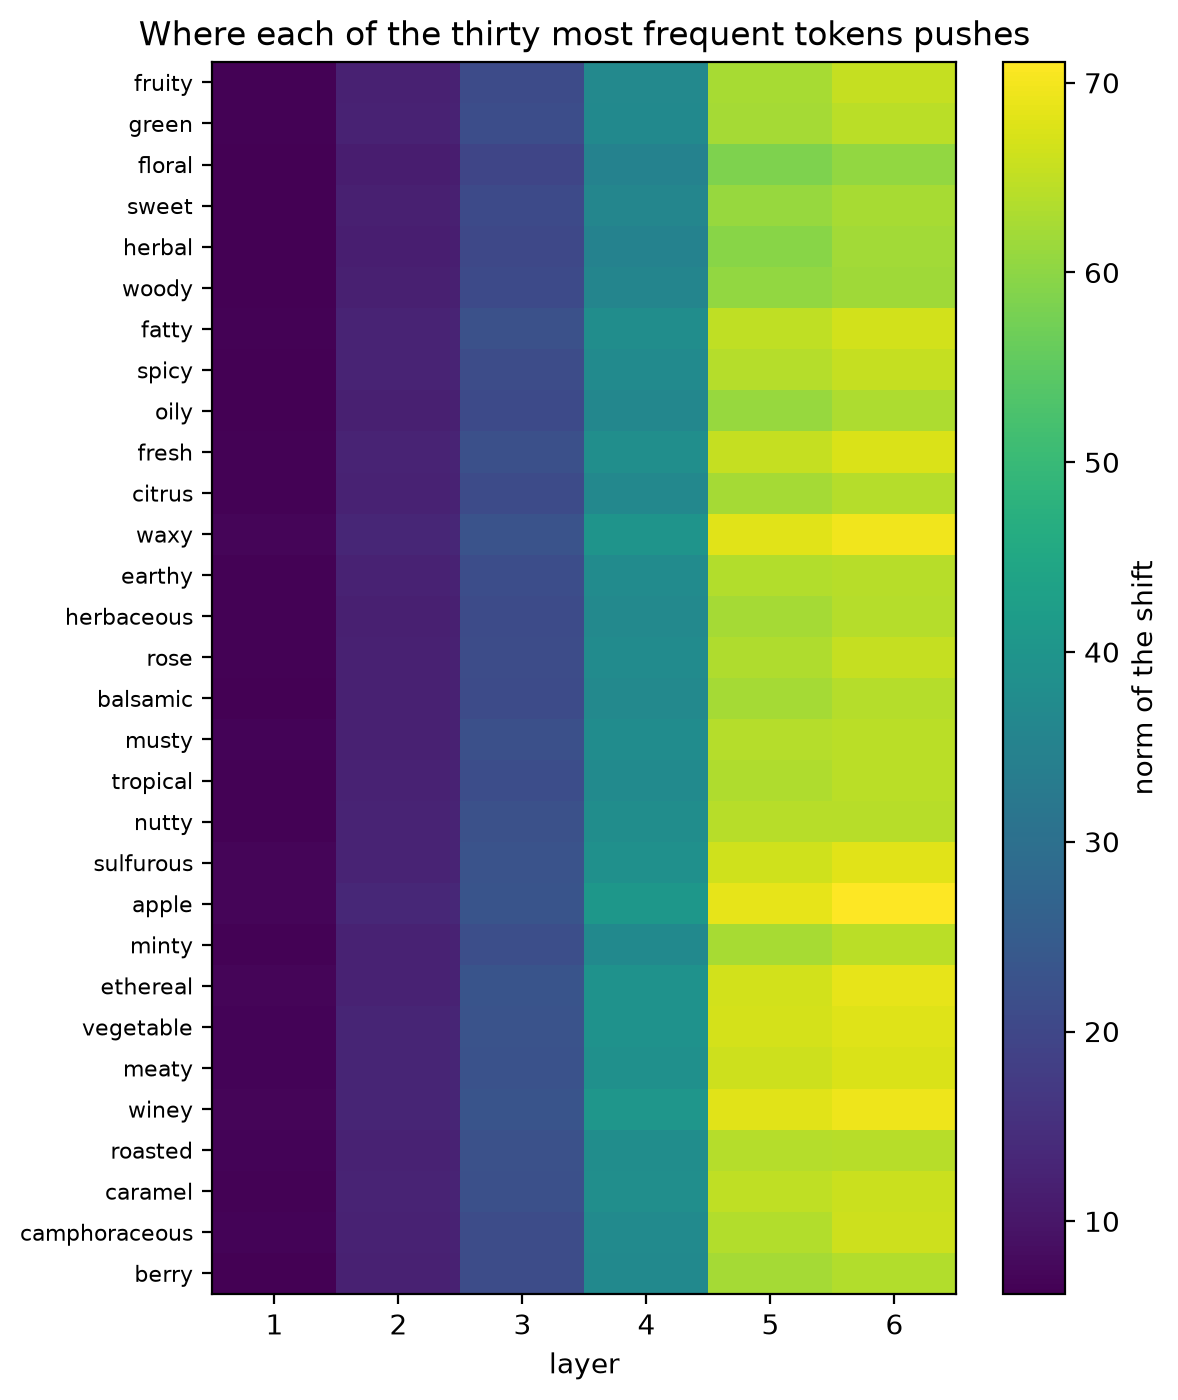 Where each of the thirty most frequent tokens pushes
fruity
green
floral
sweet
herbal
woody
fatty
spicy
oily
fresh
citrus
waxy
earthy
herbaceous
rose
balsamic
musty
tropical
nutty
sulfurous
apple
minty
ethereal
vegetable
meaty
winey
roasted
caramel
camphoraceous
berry
1 2 3 4 5 6
layer
70
60
50
40
30
20
10
norm of the shift